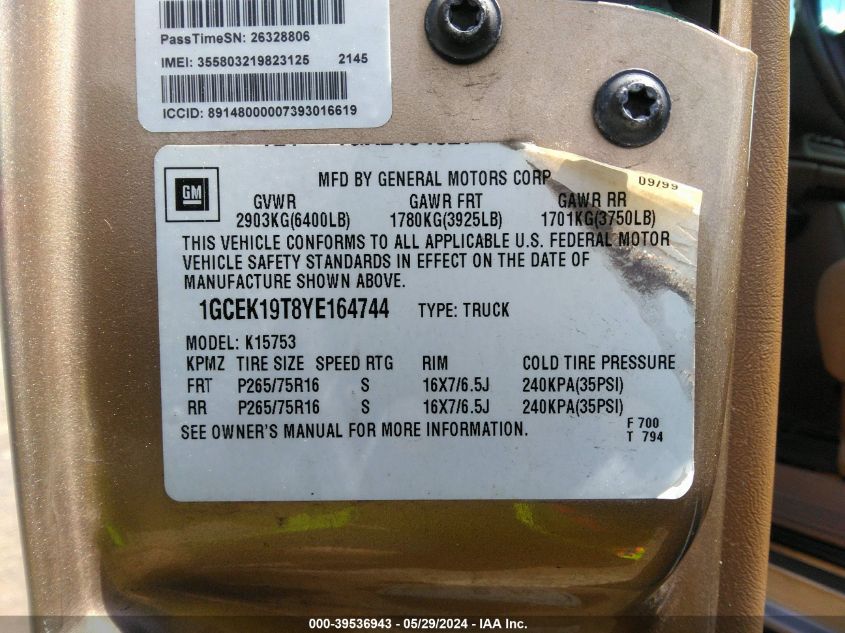 PassTimeSN: 26328806
IMEI: 355803219823125 2145
ICCID: 89148000007393016619
GM
MFD BY GENERAL MOTORS CORP 09/99
GVWR GAWR FRT GAWR RR
2903KG(6400LB) 1780KG(3925LB) 1701KG(3750LB)
THIS VEHICLE CONFORMS TO ALL APPLICABLE U.S. FEDERAL MOTOR
VEHICLE SAFETY STANDARDS IN EFFECT ON THE DATE OF
MANUFACTURE SHOWN ABOVE.
1GCEK19T8YE164744 TYPE: TRUCK
MODEL: K15753
KPMZ TIRE SIZE SPEED RTG RIM COLD TIRE PRESSURE
FRT P265/75R16 S 16X7/6.5J 240KPA(35PSI)
RR P265/75R16 S 16X7/6.5J 240KPA(35PSI)
SEE OWNER'S MANUAL FOR MORE INFORMATION. F 700
T 794
000-39536943 - 05/29/2024 - IAA Inc.